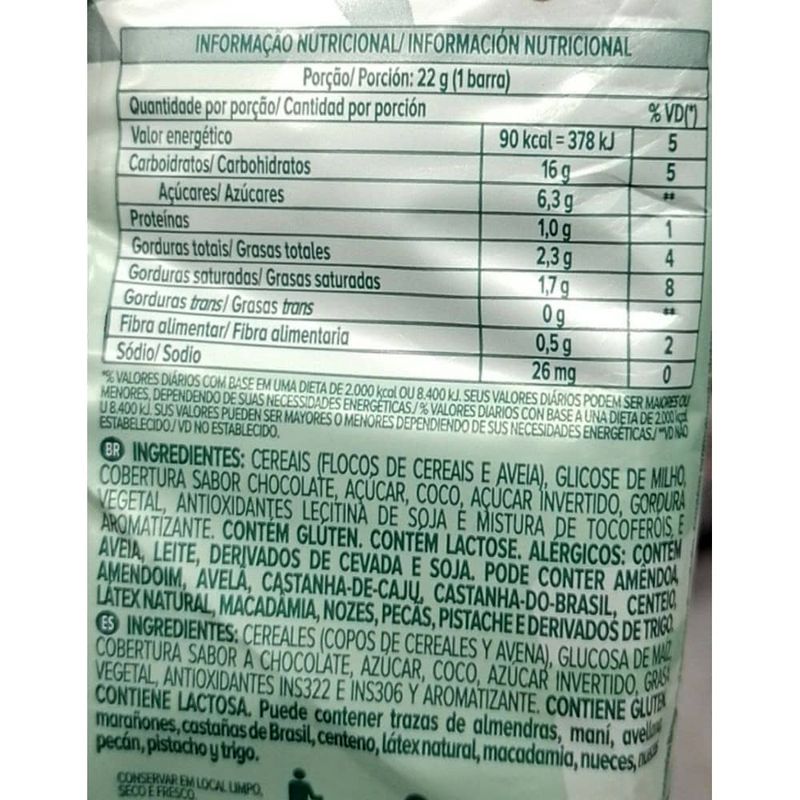 INFORMAÇÃO NUTRICIONAL/ INFORMACIÓN NUTRICIONAL
Porção/ Porción: 22 g (1 barra)
Quantidade por porção/ Cantidad por porción % VD(*)
Valor energético 90 kcal = 378 kJ 5
Carboidratos/ Carbohidratos 16 g 5
Açúcares/ Azúcares 6,3 g **
Proteínas 1,0 g 1
Gorduras totais/ Grasas totales 2,3 g 4
Gorduras saturadas/ Grasas saturadas 1,7 g 8
Gorduras trans/ Grasas trans 0 g **
Fibra alimentar/ Fibra alimentaria 0,5 g 2
Sódio/ Sodio 26 mg 0
*% VALORES DIÁRIOS COM BASE EM UMA DIETA DE 2.000 kcal OU 8.400 kJ. SEUS VALORES DIÁRIOS PODEM SER MAIORES OU
MENORES, DEPENDENDO DE SUAS NECESSIDADES ENERGÉTICAS./ % VALORES DIARIOS CON BASE A UNA DIETA DE 2.000 kcal
U 8.400 kJ. SUS VALORES PUEDEN SER MAYORES O MENORES DEPENDIENDO DE SUS NECESIDADES ENERGÉTICAS./ **VD NÃO
ESTABELECIDO./ VD NO ESTABLECIDO.
BR INGREDIENTES: CEREAIS (FLOCOS DE CEREAIS E AVEIA), GLICOSE DE MILHO,
COBERTURA SABOR CHOCOLATE, AÇÚCAR, COCO, AÇÚCAR INVERTIDO, GORDURA
VEGETAL, ANTIOXIDANTES LECITINA DE SOJA E MISTURA DE TOCOFERÓIS, E
AROMATIZANTE. CONTÉM GLÚTEN. CONTÉM LACTOSE. ALÉRGICOS: CONTÉM
AVEIA, LEITE, DERIVADOS DE CEVADA E SOJA. PODE CONTER AMÊNDOA,
AMENDOIM, AVELÃ, CASTANHA-DE-CAJU, CASTANHA-DO-BRASIL, CENTEIO,
LÁTEX NATURAL, MACADÂMIA, NOZES, PECÃS, PISTACHE E DERIVADOS DE TRIGO.
ES INGREDIENTES: CEREALES (COPOS DE CEREALES Y AVENA), GLUCOSA DE MAÍZ,
COBERTURA SABOR A CHOCOLATE, AZÚCAR, COCO, AZÚCAR INVERTIDO, GRASA
VEGETAL, ANTIOXIDANTES INS322 E INS306 Y AROMATIZANTE. CONTIENE GLUTEN
CONTIENE LACTOSA. Puede contener trazas de almendras, maní,
marañones, castañas de Brasil, centeno, látex natural, macadamia, nueces,
pecán, pistacho y trigo.
CONSERVAR EM LOCAL LIMPO,
SECO E FRESCO.